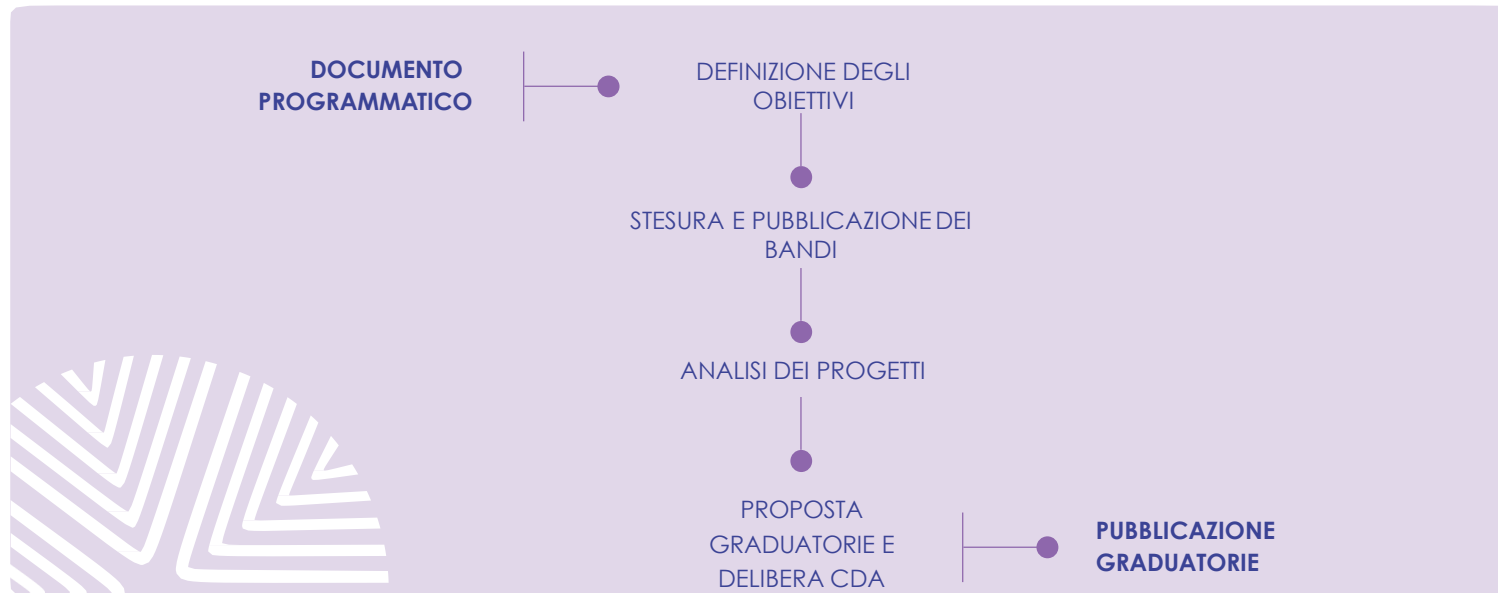 DOCUMENTO
PROGRAMMATICO
DEFINIZIONE DEGLI
OBIETTIVI
STESURA E PUBBLICAZIONE DEI
BANDI
ANALISI DEI PROGETTI
PROPOSTA
GRADUATORIE E
DELIBERA CDA
PUBBLICAZIONE
GRADUATORIE